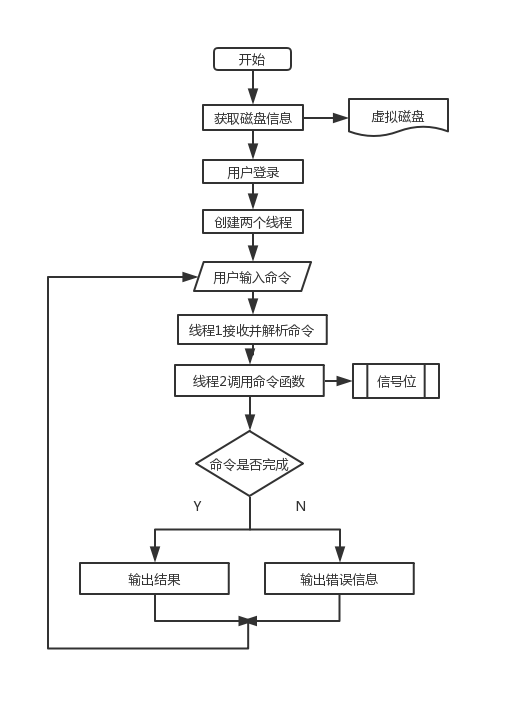 开始
获取磁盘信息
虚拟磁盘
用户登录
创建两个线程
用户输入命令
线程1接收并解析命令
线程2调用命令函数
信号位
命令是否完成
Y
N
输出结果
输出错误信息